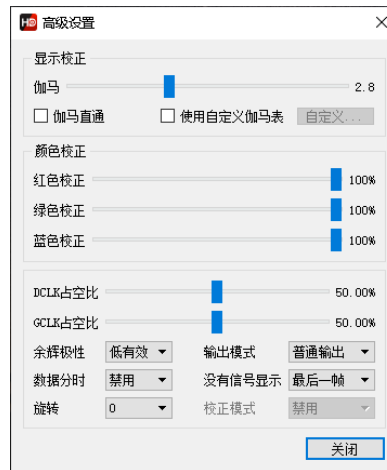 HD 高级设置
显示校正
伽马 2.8
伽马直通 使用自定义伽马表 自定义...
颜色校正
红色校正 100%
绿色校正 100%
蓝色校正 100%
DCLK占空比 50.00%
GCLK占空比 50.00%
余辉极性 低有效 输出模式 普通输出
数据分时 禁用 没有信号显示 最后一帧
旋转 0 校正模式 禁用
关闭